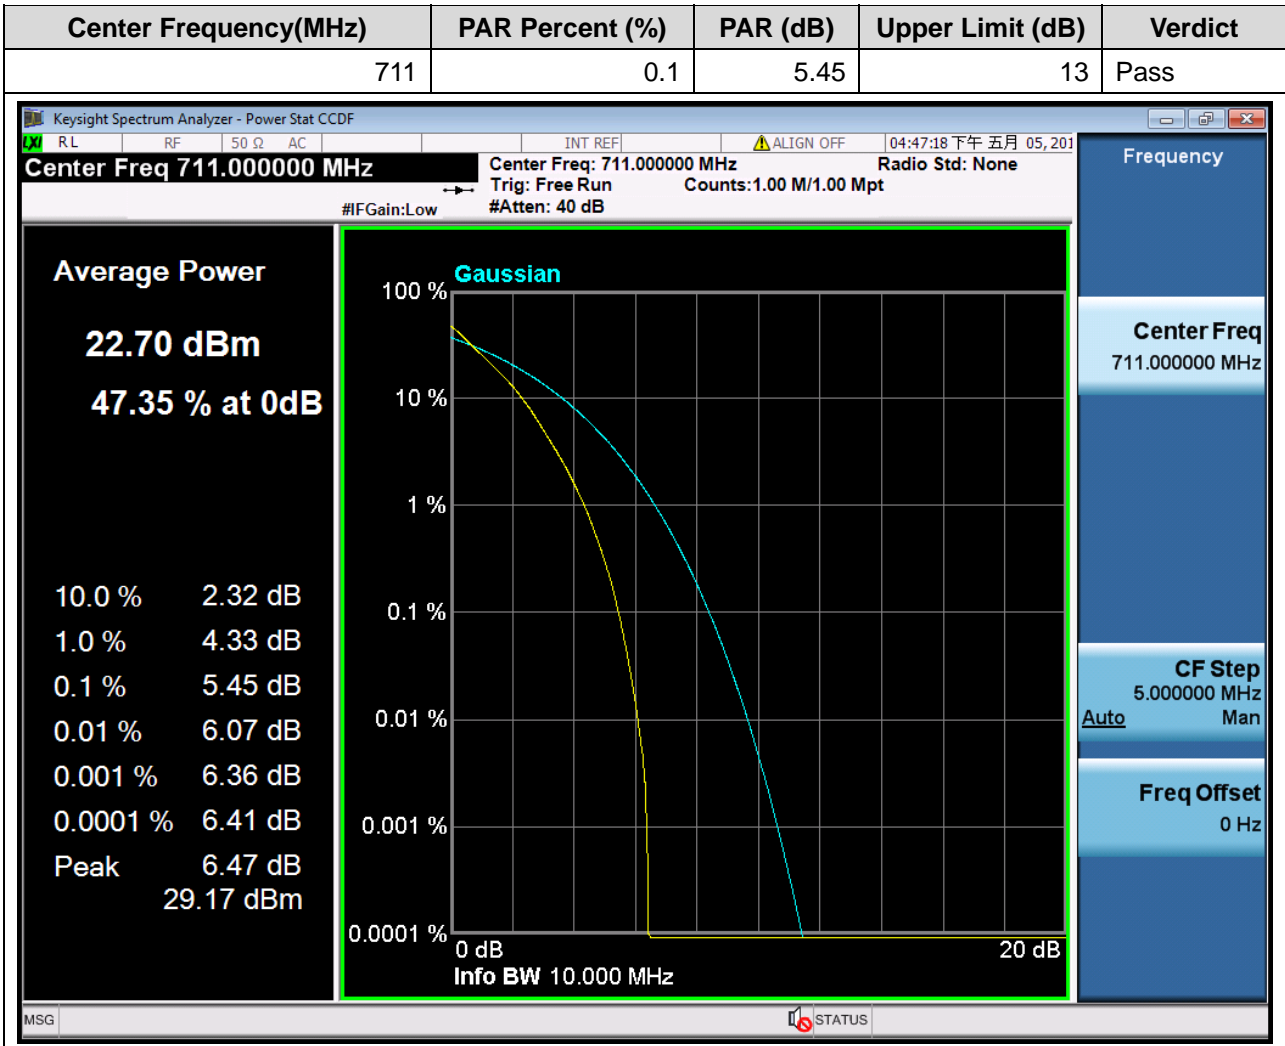 Center Frequency(MHz) PAR Percent (%) PAR (dB) Upper Limit (dB) Verdict
711 0.1 5.45 13 Pass
Keysight Spectrum Analyzer - Power Stat CCDF
LXI RL RF 50 Ω AC INT REF ALIGN OFF 04:47:18 下午 五月 05, 201
Center Freq 711.000000 MHz
Center Freq: 711.000000 MHz Radio Std: None
Trig: Free Run Counts:1.00 M/1.00 Mpt
#IFGain:Low #Atten: 40 dB
Average Power
22.70 dBm
47.35 % at 0dB
10.0 % 2.32 dB
1.0 % 4.33 dB
0.1 % 5.45 dB
0.01 % 6.07 dB
0.001 % 6.36 dB
0.0001 % 6.41 dB
Peak 6.47 dB
29.17 dBm
Gaussian
100 %
10 %
1 %
0.1 %
0.01 %
0.001 %
0.0001 %
0 dB 20 dB
Info BW 10.000 MHz
Frequency
Center Freq
711.000000 MHz
CF Step
5.000000 MHz
Auto Man
Freq Offset
0 Hz
MSG STATUS